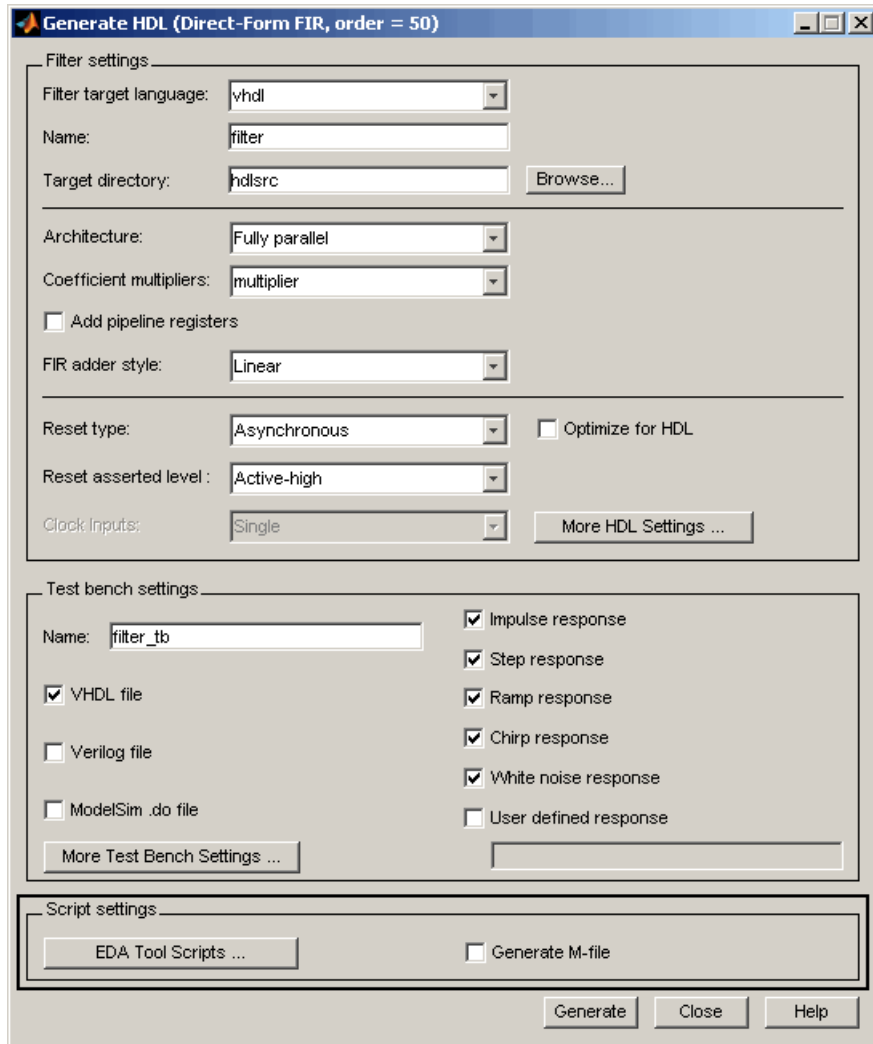 Generate HDL (Direct-Form FIR, order = 50)
Filter settings
Filter target language: vhdl
Name: filter
Target directory: hdlsrc Browse...
Architecture: Fully parallel
Coefficient multipliers: multiplier
Add pipeline registers
FIR adder style: Linear
Reset type: Asynchronous Optimize for HDL
Reset asserted level : Active-high
Clock Inputs: Single More HDL Settings ...
Test bench settings
Name: filter_tb
VHDL file
Verilog file
ModelSim .do file
More Test Bench Settings ...
Impulse response
Step response
Ramp response
Chirp response
White noise response
User defined response
Script settings
EDA Tool Scripts ... Generate M-file
Generate Close Help